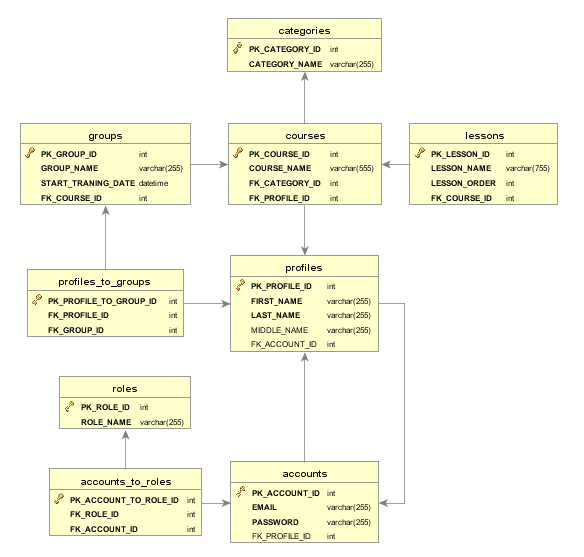 categories
PK_CATEGORY_ID int
CATEGORY_NAME varchar(255)
groups
PK_GROUP_ID int
GROUP_NAME varchar(255)
START_TRANING_DATE datetime
FK_COURSE_ID int
courses
PK_COURSE_ID int
COURSE_NAME varchar(555)
FK_CATEGORY_ID int
FK_PROFILE_ID int
lessons
PK_LESSON_ID int
LESSON_NAME varchar(755)
LESSON_ORDER int
FK_COURSE_ID int
profiles_to_groups
PK_PROFILE_TO_GROUP_ID int
FK_PROFILE_ID int
FK_GROUP_ID int
profiles
PK_PROFILE_ID int
FIRST_NAME varchar(255)
LAST_NAME varchar(255)
MIDDLE_NAME varchar(255)
FK_ACCOUNT_ID int
roles
PK_ROLE_ID int
ROLE_NAME varchar(255)
accounts_to_roles
PK_ACCOUNT_TO_ROLE_ID int
FK_ROLE_ID int
FK_ACCOUNT_ID int
accounts
PK_ACCOUNT_ID int
EMAIL varchar(255)
PASSWORD varchar(255)
FK_PROFILE_ID int